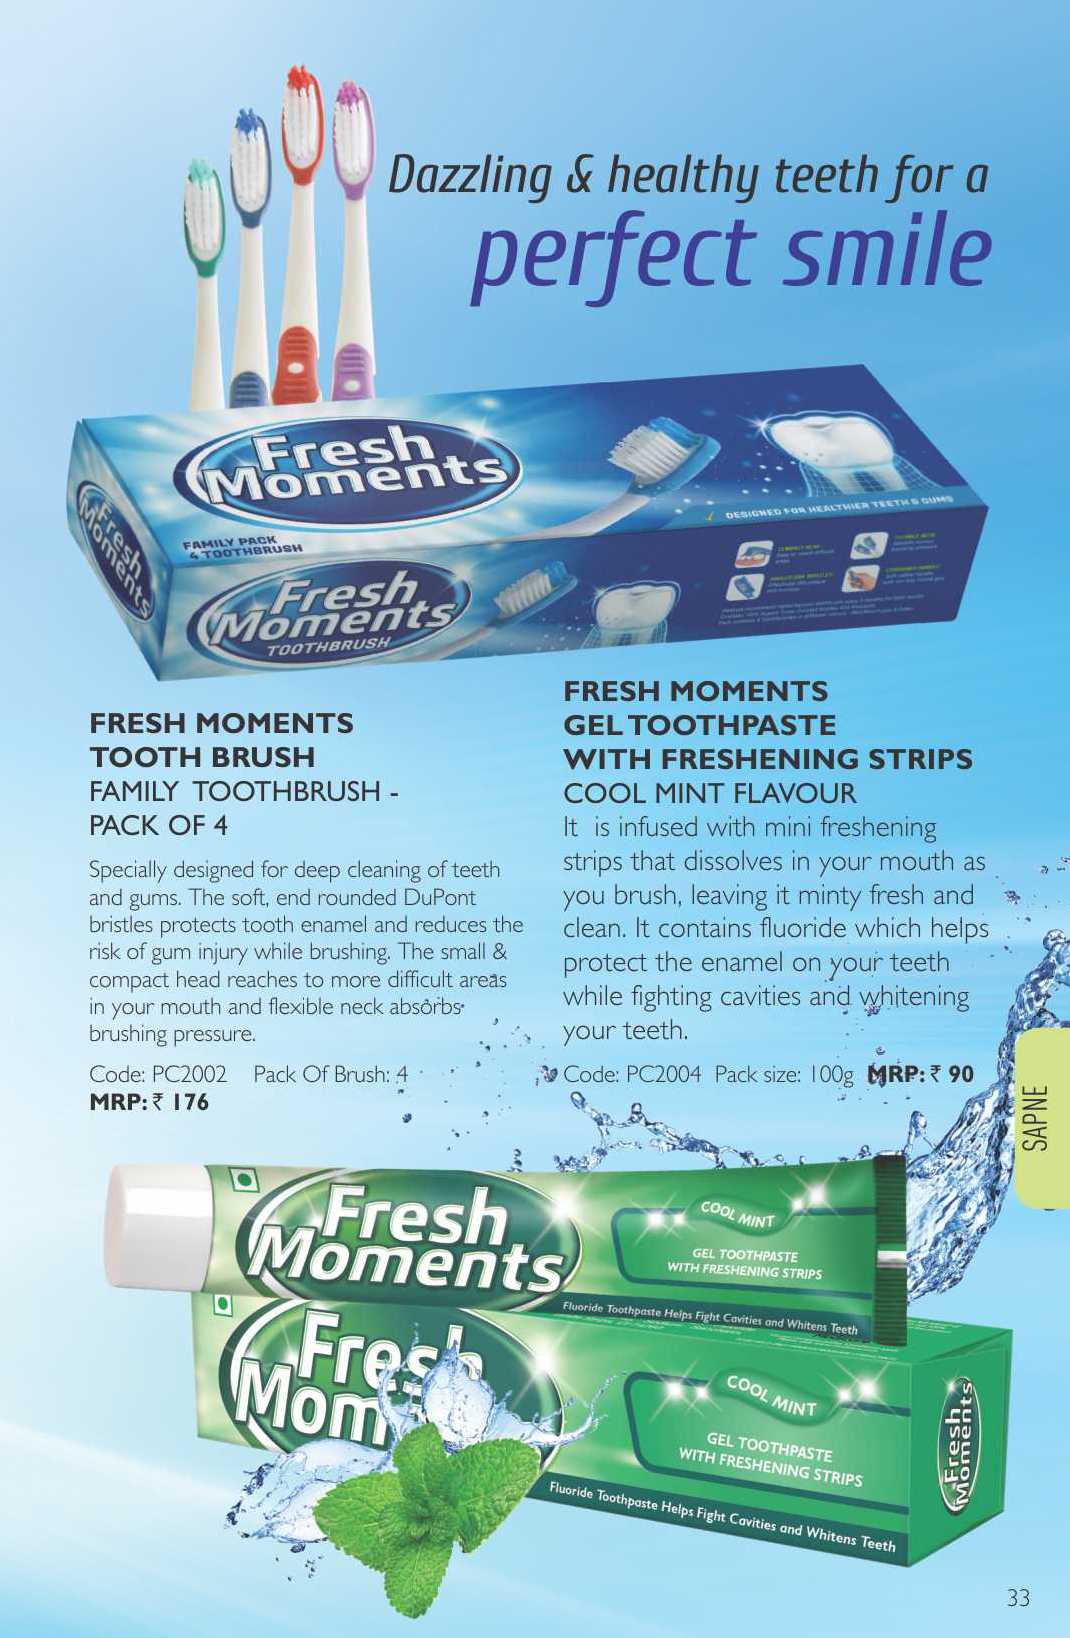 Dazzling & healthy teeth for a
perfect smile
Fresh
Moments
FAMILY PACK
4 TOOTHBRUSH
DESIGNED FOR HEALTHIER TEETH & GUMS
Fresh
Moments
Fresh
Moments
TOOTHBRUSH
FRESH MOMENTS
TOOTH BRUSH
FAMILY TOOTHBRUSH -
PACK OF 4
Specially designed for deep cleaning of teeth
and gums. The soft, end rounded DuPont
bristles protects tooth enamel and reduces the
risk of gum injury while brushing. The small &
compact head reaches to more difficult areas
in your mouth and flexible neck absorbs
brushing pressure.
Code: PC2002 Pack Of Brush: 4
MRP: ₹ 176
FRESH MOMENTS
GEL TOOTHPASTE
WITH FRESHENING STRIPS
COOL MINT FLAVOUR
It is infused with mini freshening
strips that dissolves in your mouth as
you brush, leaving it minty fresh and
clean. It contains fluoride which helps
protect the enamel on your teeth
while fighting cavities and whitening
your teeth.
Code: PC2004 Pack size: 100g MRP: ₹ 90
SAPNE
Fresh
Moments
COOL MINT
GEL TOOTHPASTE
WITH FRESHENING STRIPS
Fluoride Toothpaste Helps Fight Cavities and Whitens Teeth
Fresh
Mom
COOL MINT
GEL TOOTHPASTE
WITH FRESHENING STRIPS
Fluoride Toothpaste Helps Fight Cavities and Whitens Teeth
Fresh
Moments
33